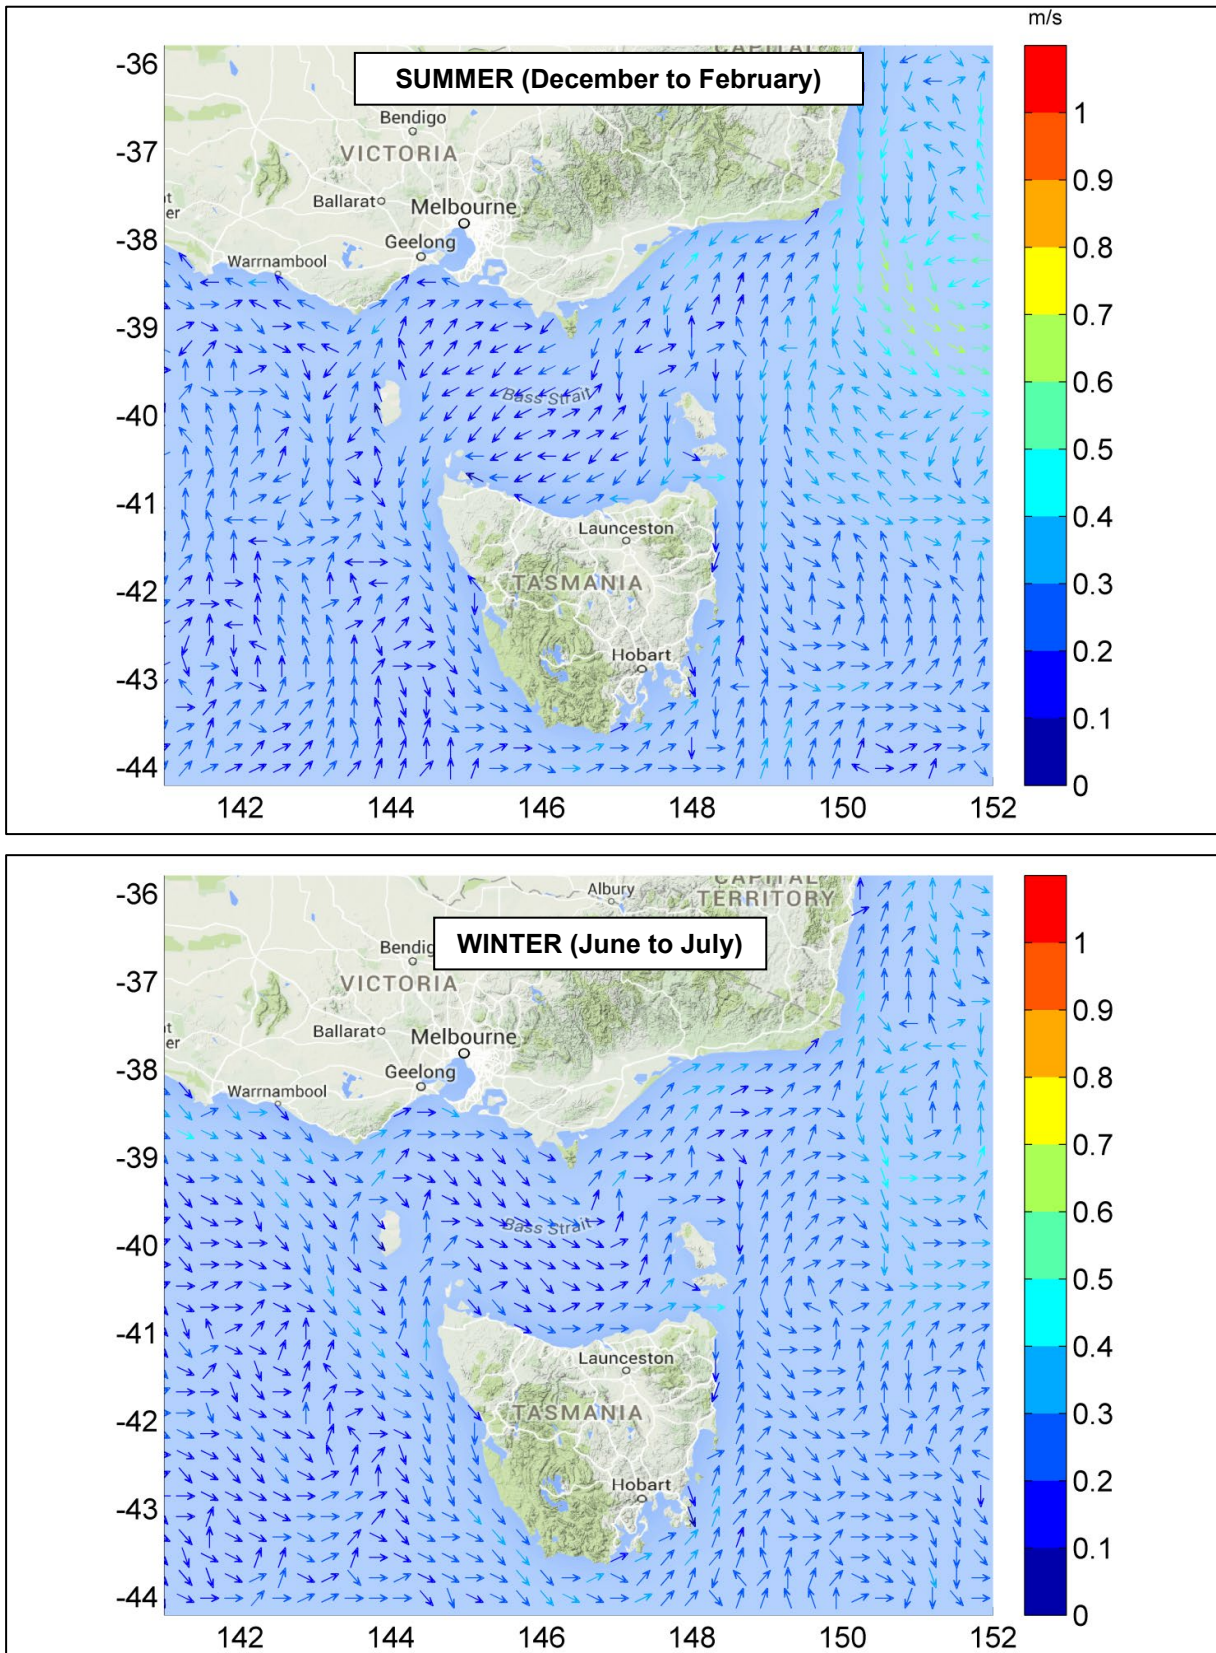 m/s
SUMMER (December to February)
CAPITAL
Bendigo
VICTORIA
Ballarat
Melbourne
Geelong
Warrnambool
Bass Strait
Launceston
TASMANIA
Hobart
-36
-37
-38
-39
-40
-41
-42
-43
-44
142 144 146 148 150 152
1
0.9
0.8
0.7
0.6
0.5
0.4
0.3
0.2
0.1
0
WINTER (June to July)
Albury
CAPITAL
TERRITORY
Bendig
VICTORIA
Ballarat
Melbourne
Geelong
Warrnambool
Bass Strait
Launceston
TASMANIA
Hobart
-36
-37
-38
-39
-40
-41
-42
-43
-44
142 144 146 148 150 152
1
0.9
0.8
0.7
0.6
0.5
0.4
0.3
0.2
0.1
0